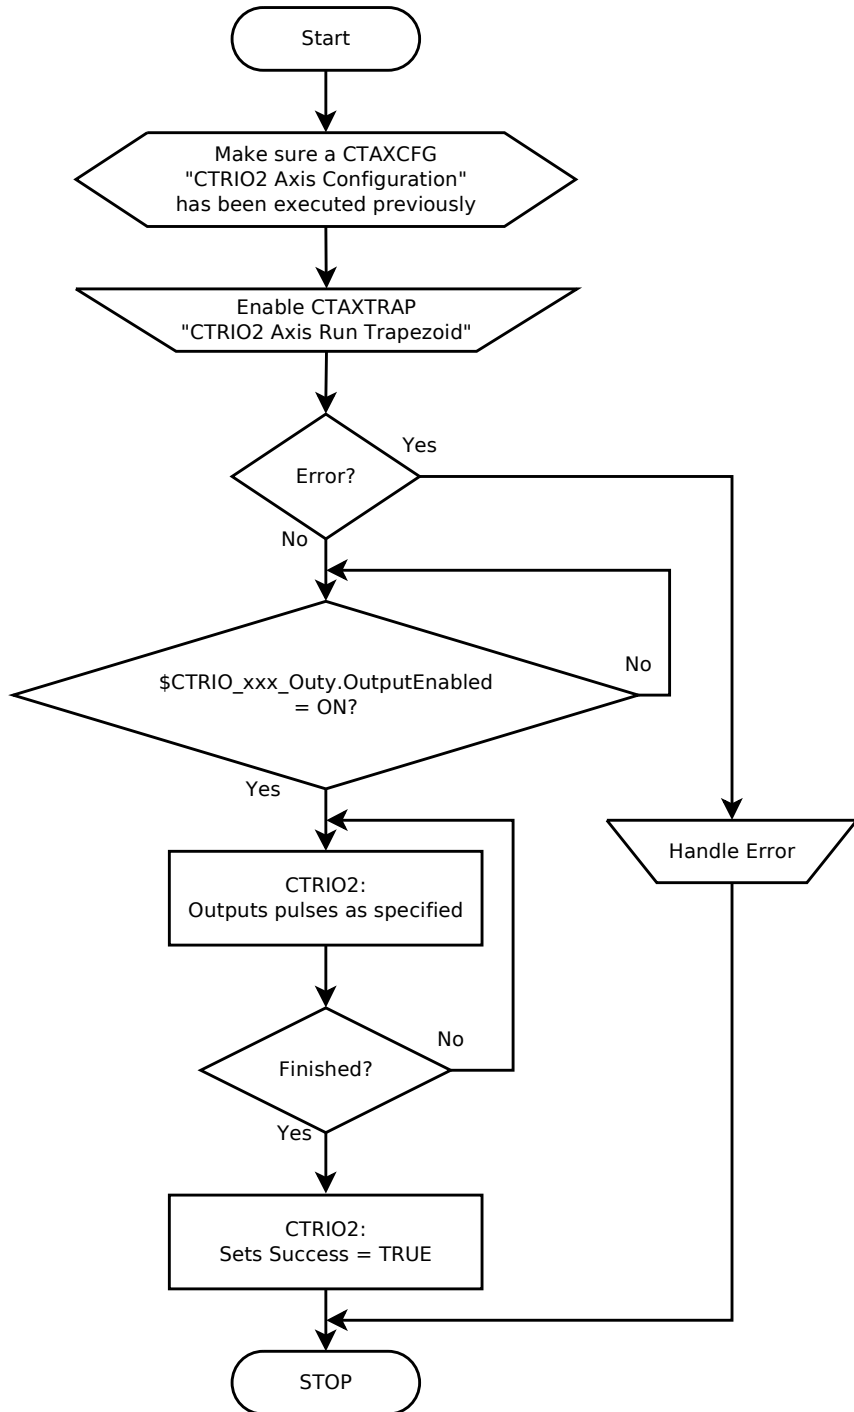 Start
Make sure a CTAXCFG
"CTRIO2 Axis Configuration"
has been executed previously
Enable CTAXTRAP
"CTRIO2 Axis Run Trapezoid"
Yes
Error?
No
No
$CTRIO_xxx_Outy.OutputEnabled
= ON?
Yes
Handle Error
CTRIO2:
Outputs pulses as specified
No
Finished?
Yes
CTRIO2:
Sets Success = TRUE
STOP